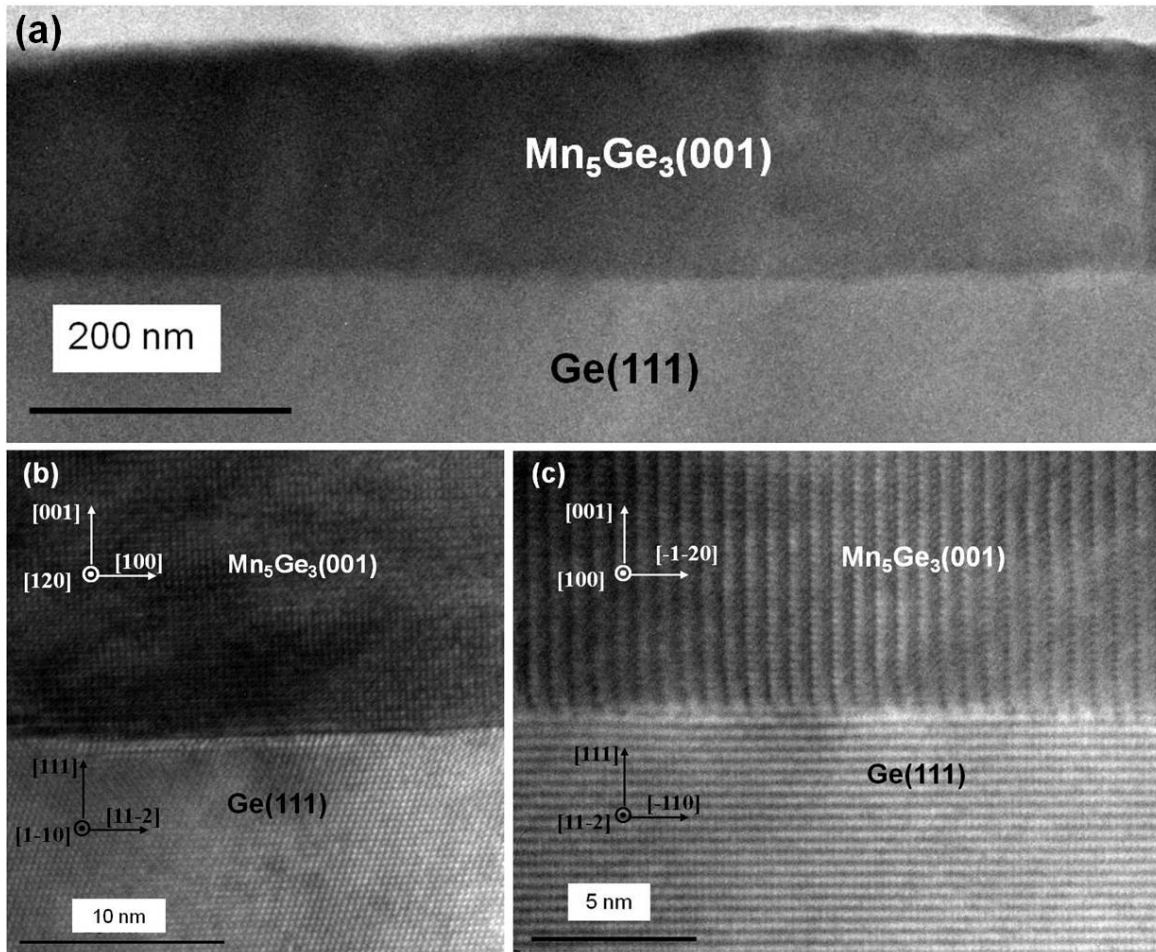 (a)
Mn₅Ge₃(001)
200 nm
Ge(111)
(b)
[001]
[100]
[120]
Mn₅Ge₃(001)
[111]
[11-2]
[1-10]
Ge(111)
10 nm
(c)
[001]
[-1-20]
[100]
Mn₅Ge₃(001)
[111]
[-110]
[11-2]
Ge(111)
5 nm